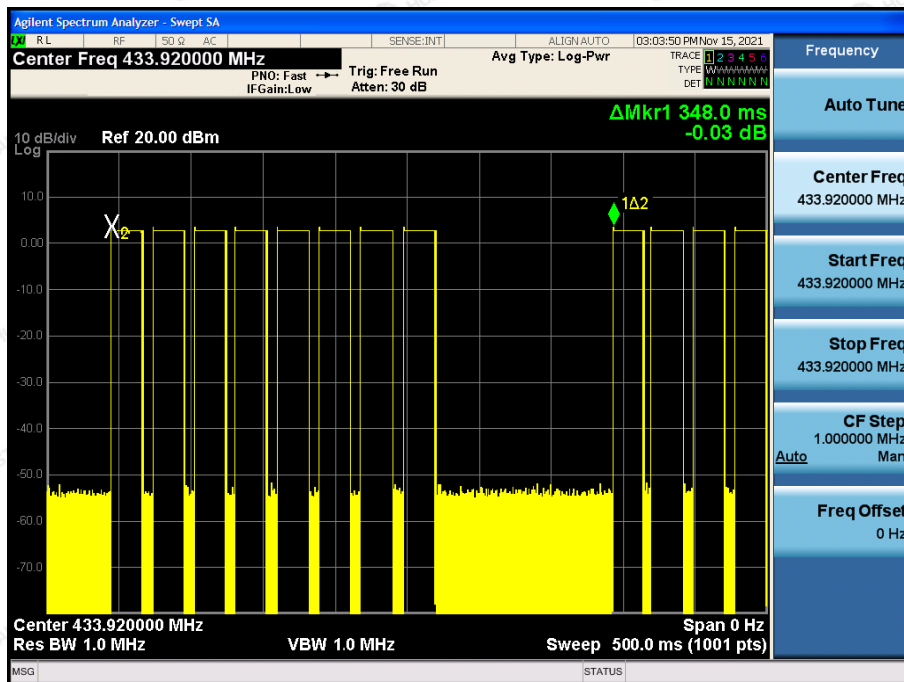 Agilent Spectrum Analyzer - Swept SA
LXI RL RF 50 Ω AC SENSE:INT ALIGN AUTO 03:03:50 PM Nov 15, 2021
Center Freq 433.920000 MHz
PNO: Fast
IFGain:Low
Trig: Free Run
Atten: 30 dB
Avg Type: Log-Pwr
TRACE 1 2 3 4 5 6
TYPE WWWWWW
DET N N N N N N
ΔMkr1 348.0 ms
-0.03 dB
10 dB/div Ref 20.00 dBm
Log
10.0
0.00
-10.0
-20.0
-30.0
-40.0
-50.0
-60.0
-70.0
X2
1Δ2
Center 433.920000 MHz Span 0 Hz
Res BW 1.0 MHz VBW 1.0 MHz Sweep 500.0 ms (1001 pts)
MSG STATUS
Frequency
Auto Tune
Center Freq
433.920000 MHz
Start Freq
433.920000 MHz
Stop Freq
433.920000 MHz
CF Step
1.000000 MHz
Auto Man
Freq Offset
0 Hz